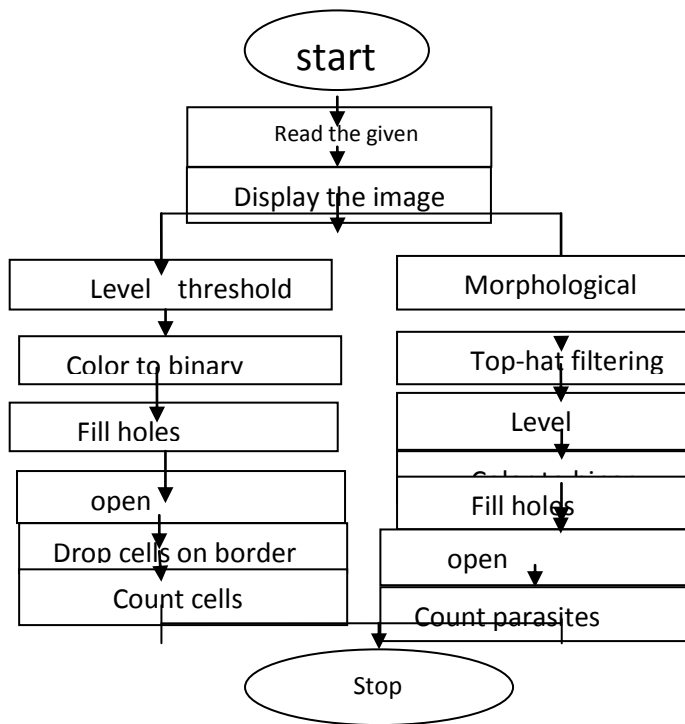 start
Read the given
Display the image
Level threshold
Color to binary
Fill holes
open
Drop cells on border
Count cells
Morphological
Top-hat filtering
Level
Fill holes
open
Count parasites
Stop